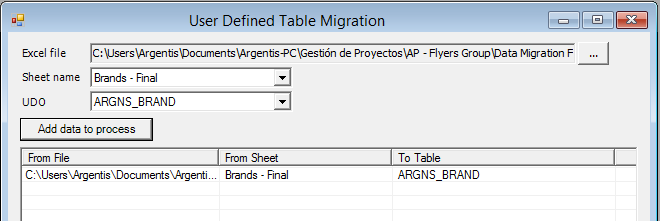 User Defined Table Migration
Excel file C:\Users\Argentis\Documents\Argentis-PC\Gestión de Proyectos\AP - Flyers Group\Data Migration F ...
Sheet name Brands - Final
UDO ARGNS_BRAND
Add data to process
From File From Sheet To Table
C:\Users\Argentis\Documents\Argenti... Brands - Final ARGNS_BRAND